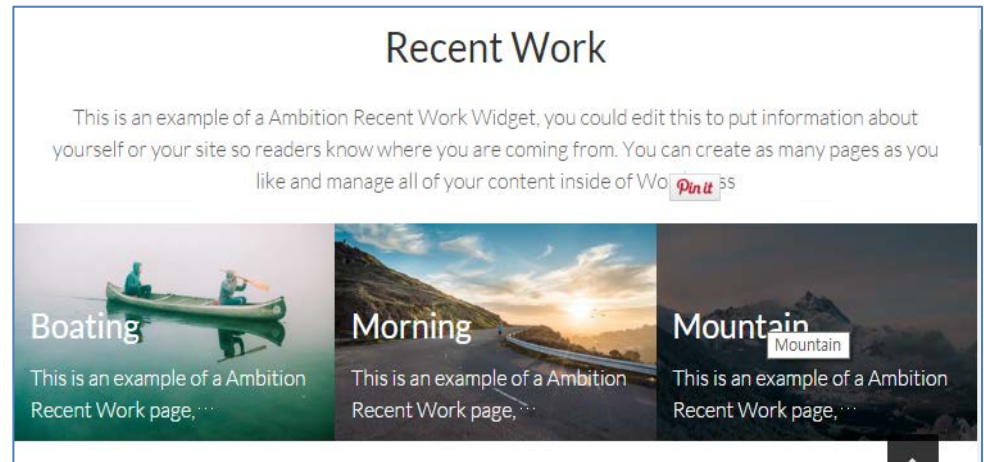 Recent Work
This is an example of a Ambition Recent Work Widget, you could edit this to put information about
yourself or your site so readers know where you are coming from. You can create as many pages as you
like and manage all of your content inside of
Pin it
Boating
Morning
Mountain
Mountain
This is an example of a Ambition
Recent Work page, ...
This is an example of a Ambition
Recent Work page, ...
This is an example of a Ambition
Recent Work page, ...